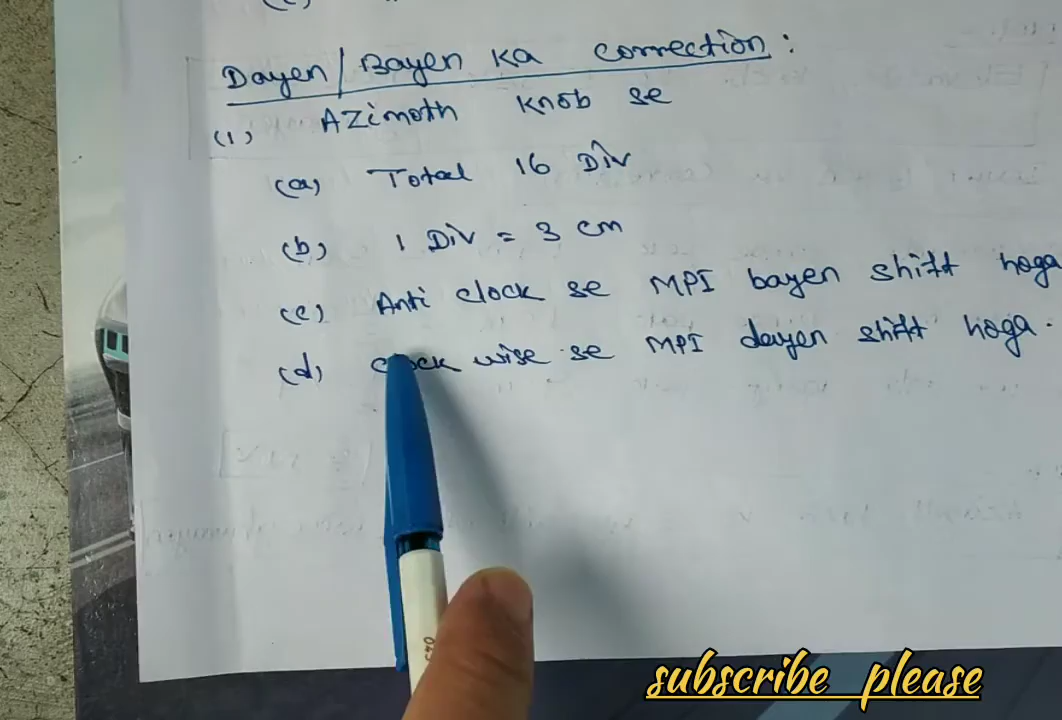 Dayen/Bayen Ka correction:
(1) Azimoth Knob se
(a) Total 16 Div
(b) 1 Div = 3 cm
(c) Anti clock se MPI bayen shift hoga
(d) clock wise se MPI dayen shift hoga.
subscribe please